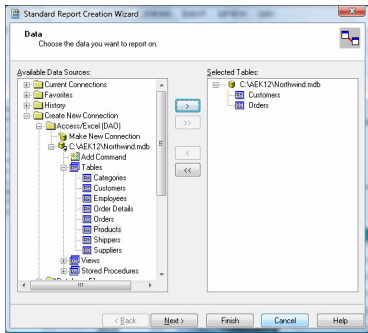 Standard Report Creation Wizard
Data
Choose the data you want to report on.
Available Data Sources:
Current Connections
Favorites
History
Create New Connection
Access/Excel (DAO)
Make New Connection
C:\AEK12\Northwind.mdb
Add Command
Tables
Categories
Customers
Employees
Order Details
Orders
Products
Shippers
Suppliers
Views
Stored Procedures
>
>>
<
<<
Selected Tables:
C:\AEK12\Northwind.mdb
Customers
Orders
< Back
Next >
Finish
Cancel
Help